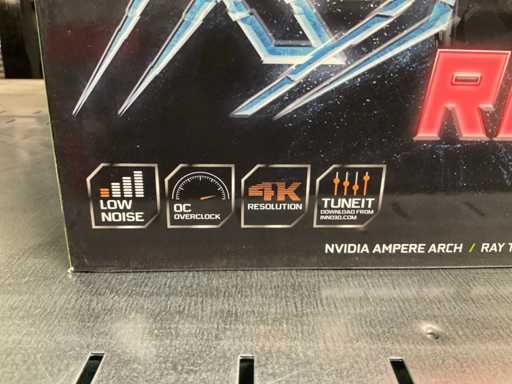 LOW
NOISE
OC
OVERCLOCK
4K
RESOLUTION
TUNEIT
DOWNLOAD FROM
INNO3D.COM
NVIDIA AMPERE ARCH / RAY